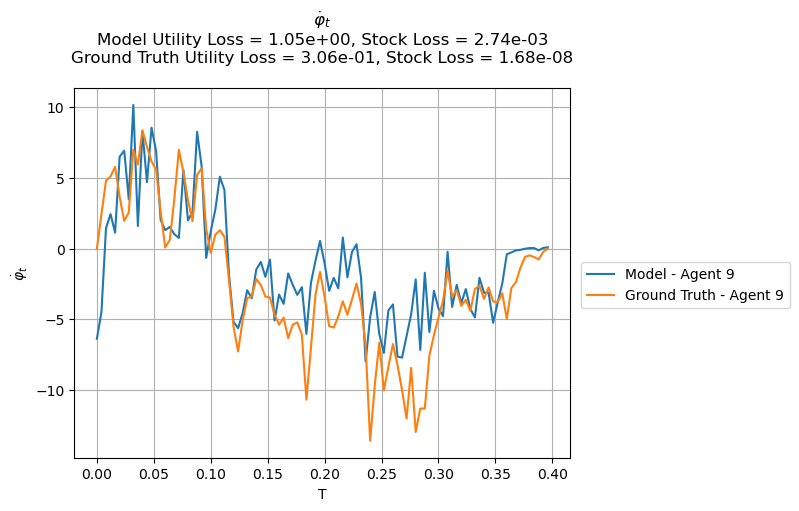 φ̇ₜ
Model Utility Loss = 1.05e+00, Stock Loss = 2.74e-03
Ground Truth Utility Loss = 3.06e-01, Stock Loss = 1.68e-08
10
5
0
−5
−10
φ̇ₜ
0.00 0.05 0.10 0.15 0.20 0.25 0.30 0.35 0.40
T
Model - Agent 9
Ground Truth - Agent 9